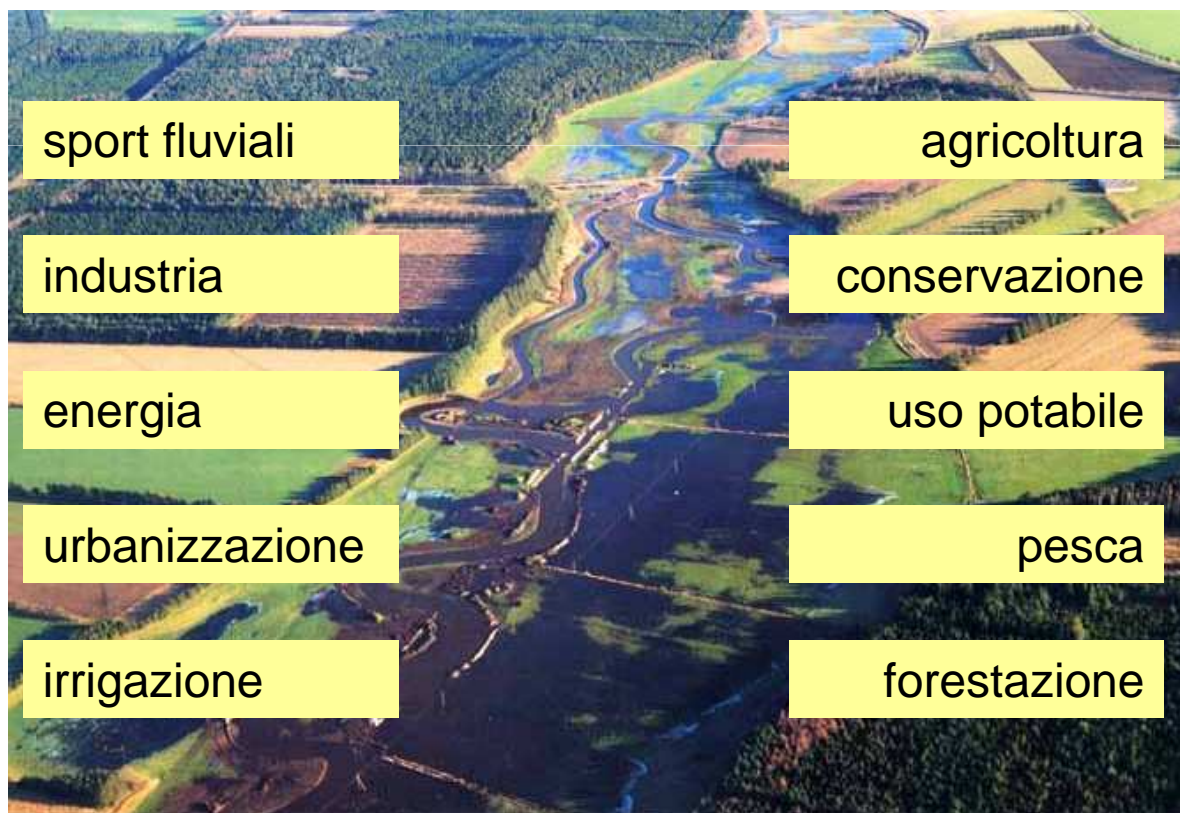 sport fluviali
agricoltura
industria
conservazione
energia
uso potabile
urbanizzazione
pesca
irrigazione
forestazione